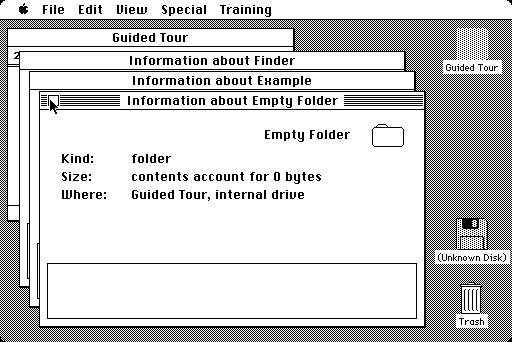 File Edit View Special Training
Guided Tour
2
Information about Finder
Information about Example
Information about Empty Folder
Empty Folder
Kind: folder
Size: contents account for 0 bytes
Where: Guided Tour, internal drive
Guided Tour
(Unknown Disk)
Trash